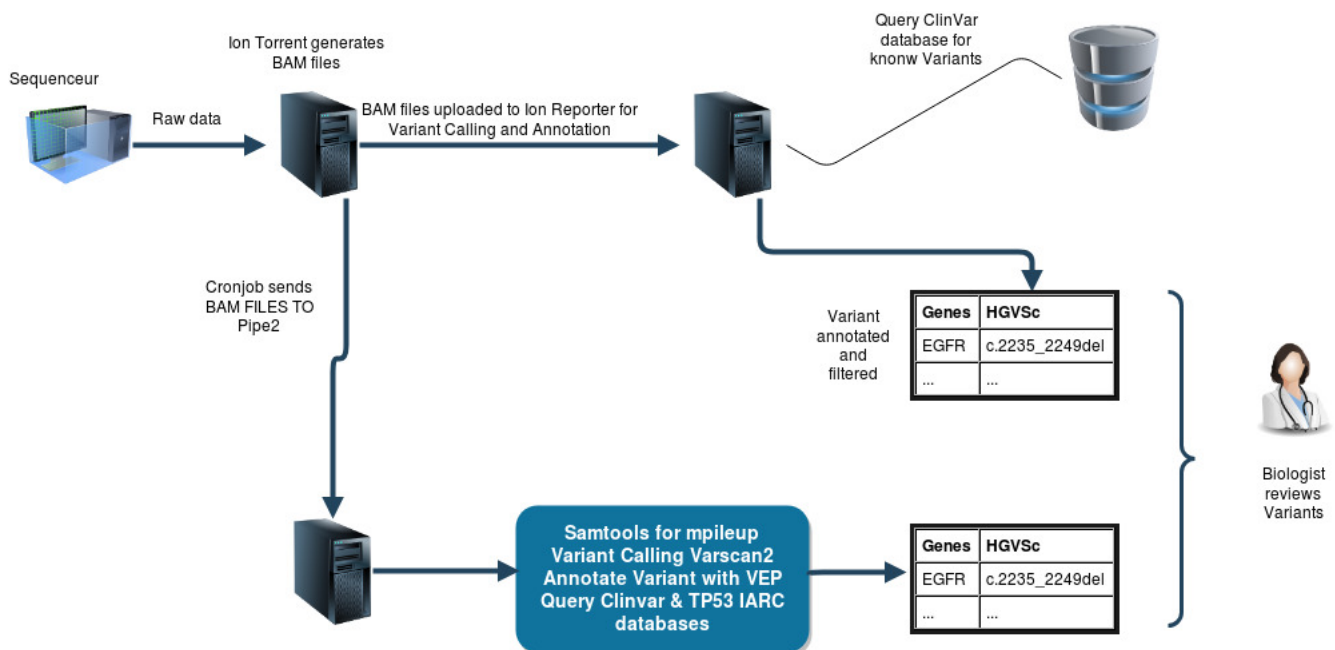 Sequenceur
Raw data
Ion Torrent generates
BAM files
BAM files uploaded to Ion Reporter for
Variant Calling and Annotation
Query ClinVar
database for
knonw Variants
Cronjob sends
BAM FILES TO
Pipe2
Variant
annotated
and
filtered
Genes HGVSc
EGFR c.2235_2249del
... ...
Samtools for mpileup
Variant Calling Varscan2
Annotate Variant with VEP
Query Clinvar & TP53 IARC
databases
Genes HGVSc
EGFR c.2235_2249del
... ...
Biologist
reviews
Variants